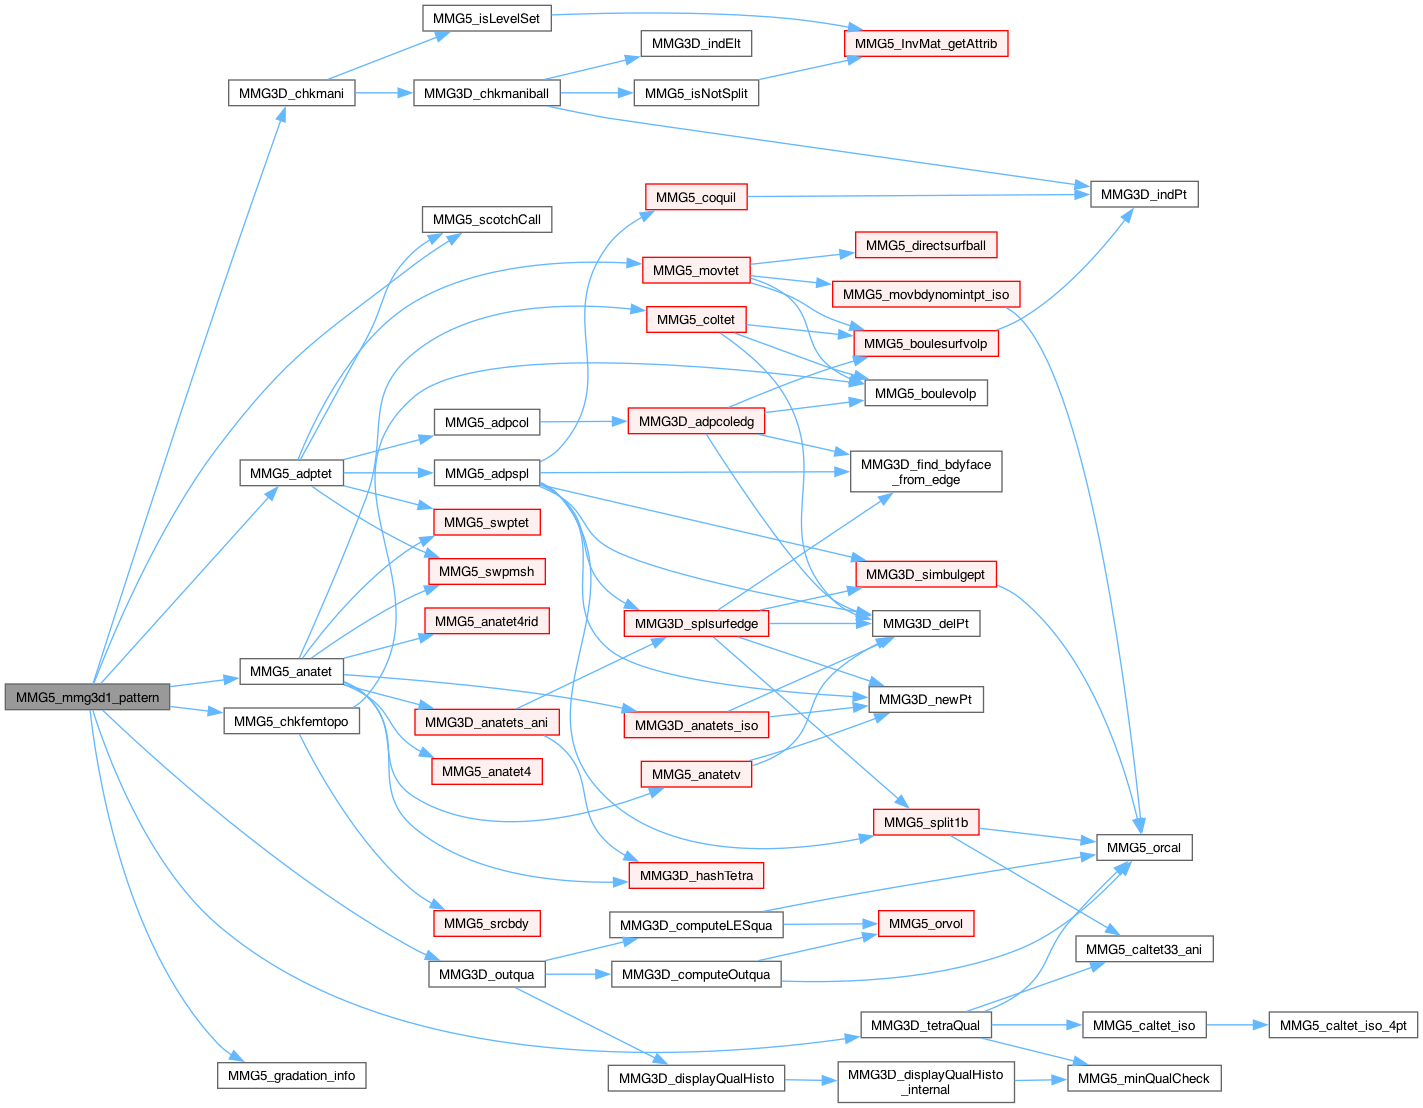 MMG5_isLevelSet
MMG3D_indElt
MMG5_InvMat_getAttrib
MMG3D_chkmani
MMG3D_chkmaniball
MMG5_isNotSplit
MMG5_coquil
MMG3D_indPt
MMG5_scotchCall
MMG5_directsurfball
MMG5_movtet
MMG5_movbdynomintpt_iso
MMG5_coltet
MMG5_boulesurfvolp
MMG5_boulevolp
MMG5_adpcol
MMG3D_adpcoledg
MMG5_adptet
MMG5_adpspl
MMG3D_find_bdyface
_from_edge
MMG5_swptet
MMG5_swpmsh
MMG3D_simbulgept
MMG5_anatet4rid
MMG3D_splsurfedge
MMG3D_delPt
MMG5_anatet
MMG5_mmg3d1_pattern
MMG3D_newPt
MMG5_chkfemtopo
MMG3D_anatets_ani
MMG3D_anatets_iso
MMG5_anatet4
MMG5_anatetv
MMG5_split1b
MMG5_orcal
MMG3D_hashTetra
MMG5_srcbdy
MMG3D_computeLESqua
MMG5_orvol
MMG5_caltet33_ani
MMG3D_outqua
MMG3D_computeOutqua
MMG3D_tetraQual
MMG5_caltet_iso
MMG5_caltet_iso_4pt
MMG5_gradation_info
MMG3D_displayQualHisto
MMG3D_displayQualHisto
_internal
MMG5_minQualCheck